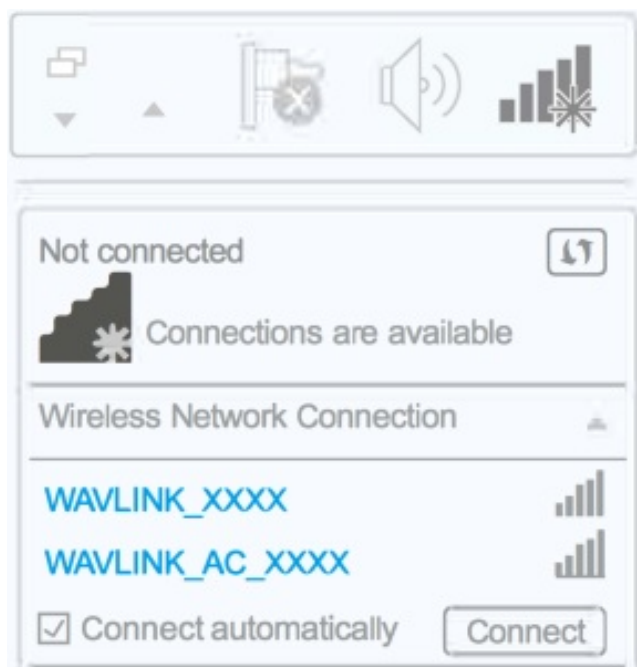 Not connected
Connections are available
Wireless Network Connection
WAVLINK_XXXX
WAVLINK_AC_XXXX
Connect automatically
Connect